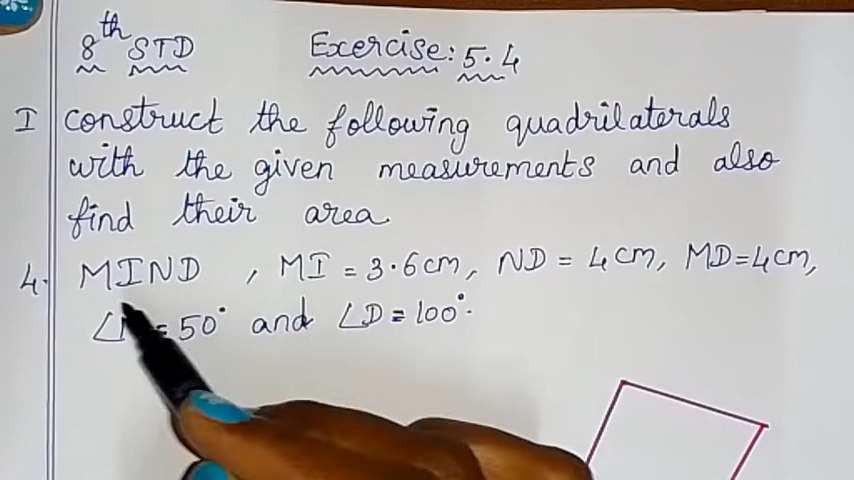 8th STD Exercise: 5.4
I construct the following quadrilaterals
with the given measurements and also
find their area.
4. MIND , MI = 3.6cm, ND = 4cm, MD=4cm,
= 50° and ∠D = 100°.